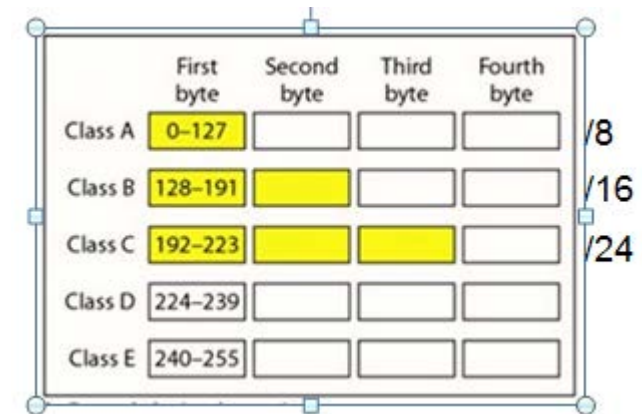 First Second Third Fourth
byte byte byte byte
Class A 0–127 /8
Class B 128–191 /16
Class C 192–223 /24
Class D 224–239
Class E 240–255